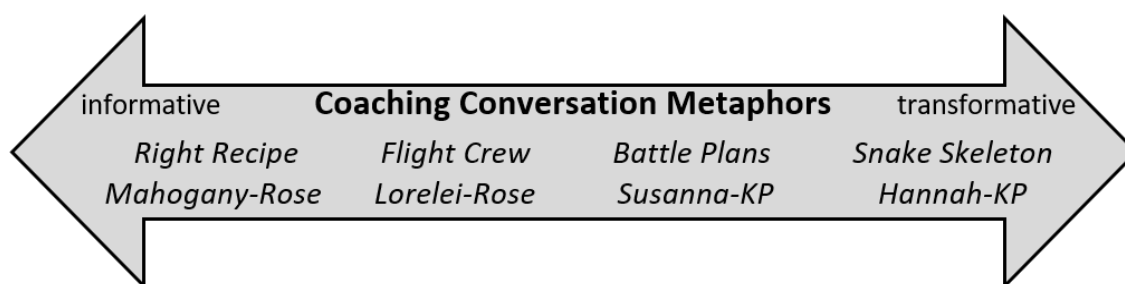 informative Coaching Conversation Metaphors transformative
Right Recipe Flight Crew Battle Plans Snake Skeleton
Mahogany-Rose Lorelei-Rose Susanna-KP Hannah-KP